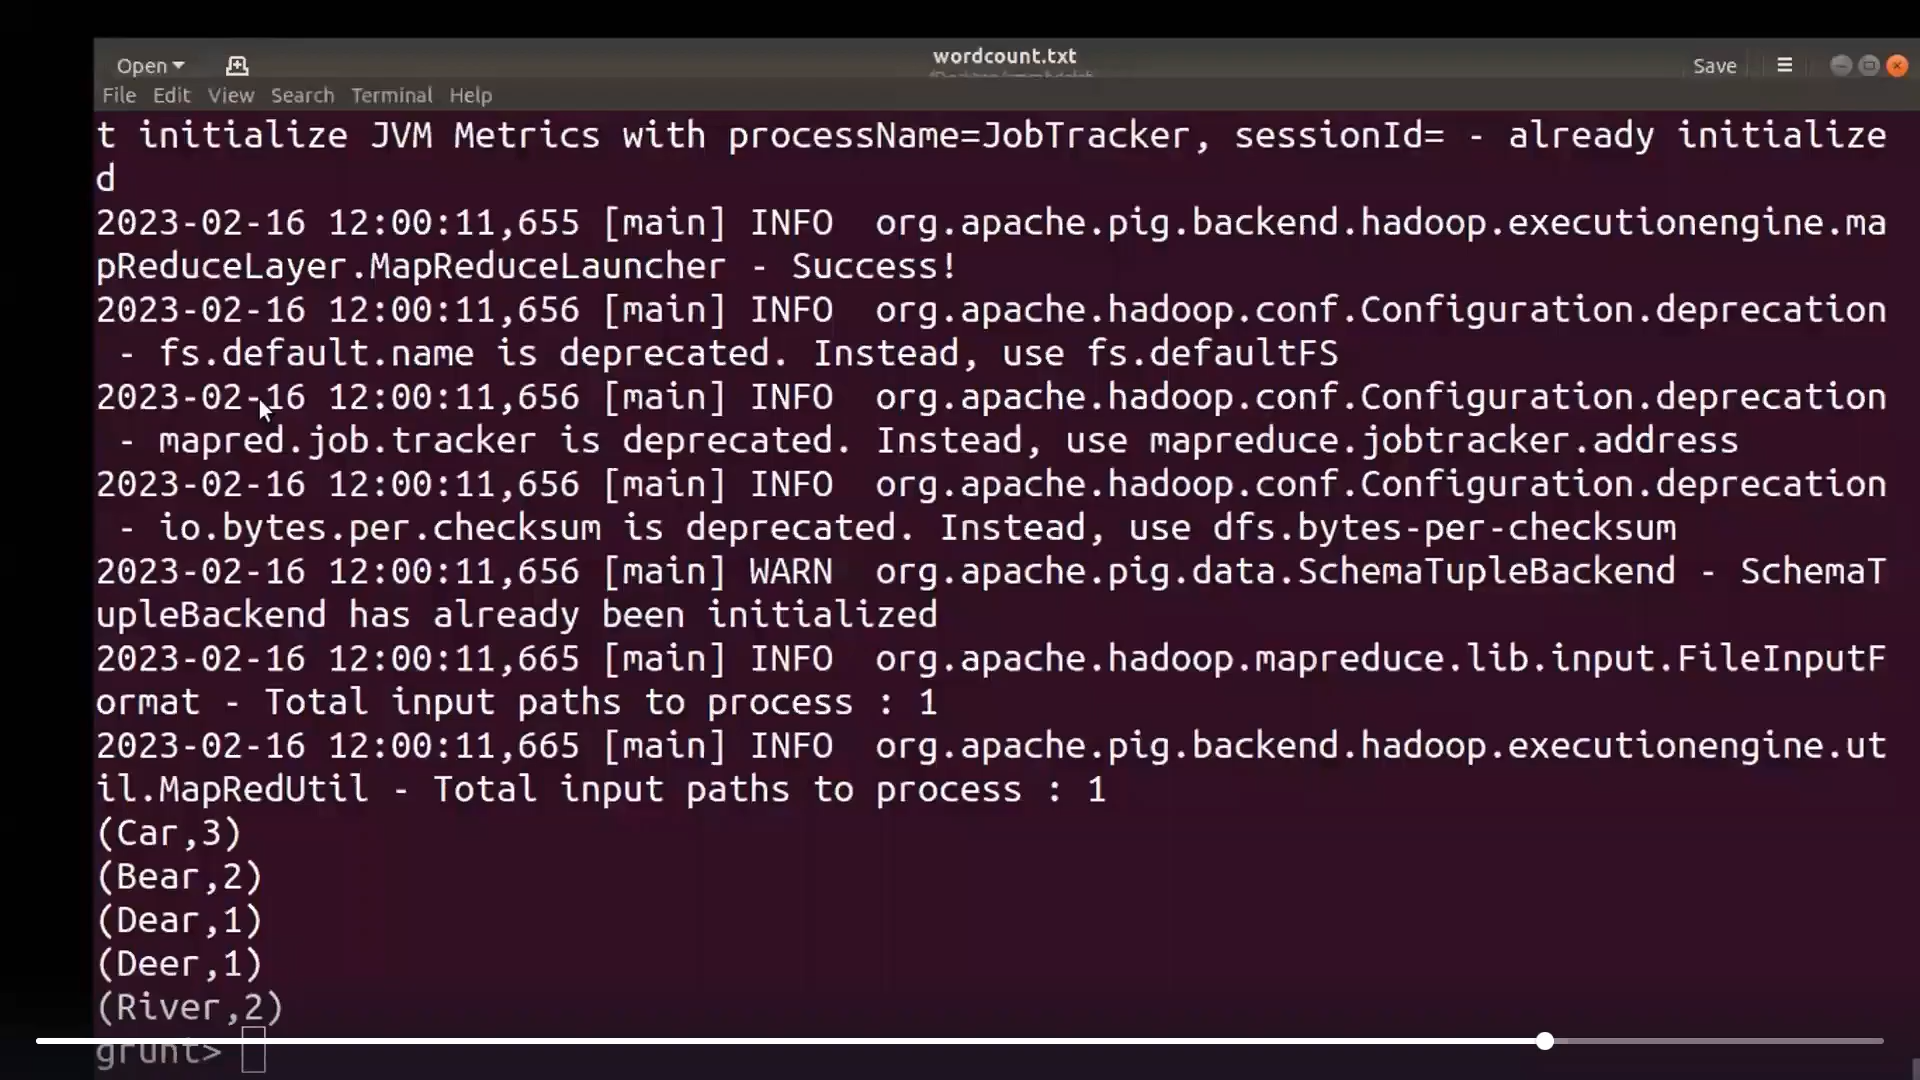 Open
wordcount.txt
Save
File Edit View Search Terminal Help
t initialize JVM Metrics with processName=JobTracker, sessionId= - already initialize
d
2023-02-16 12:00:11,655 [main] INFO  org.apache.pig.backend.hadoop.executionengine.ma
pReduceLayer.MapReduceLauncher - Success!
2023-02-16 12:00:11,656 [main] INFO  org.apache.hadoop.conf.Configuration.deprecation
 - fs.default.name is deprecated. Instead, use fs.defaultFS
2023-02-16 12:00:11,656 [main] INFO  org.apache.hadoop.conf.Configuration.deprecation
 - mapred.job.tracker is deprecated. Instead, use mapreduce.jobtracker.address
2023-02-16 12:00:11,656 [main] INFO  org.apache.hadoop.conf.Configuration.deprecation
 - io.bytes.per.checksum is deprecated. Instead, use dfs.bytes-per-checksum
2023-02-16 12:00:11,656 [main] WARN  org.apache.pig.data.SchemaTupleBackend - SchemaT
upleBackend has already been initialized
2023-02-16 12:00:11,665 [main] INFO  org.apache.hadoop.mapreduce.lib.input.FileInputF
ormat - Total input paths to process : 1
2023-02-16 12:00:11,665 [main] INFO  org.apache.pig.backend.hadoop.executionengine.ut
il.MapRedUtil - Total input paths to process : 1
(Car,3)
(Bear,2)
(Dear,1)
(Deer,1)
(River,2)
grunt>